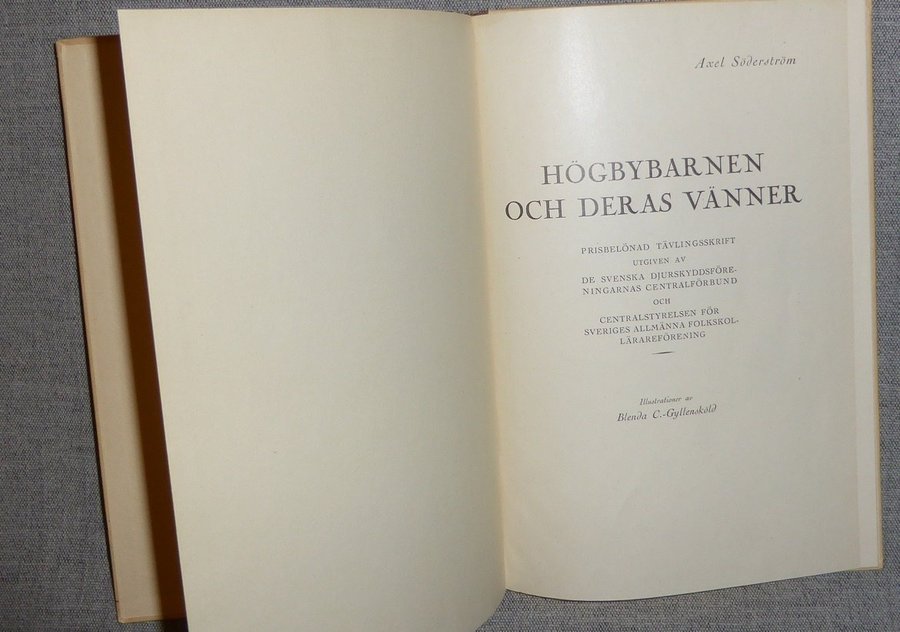 Axel Söderström
HÖGBYBARNEN
OCH DERAS VÄNNER
PRISBELÖNAD TÄVLINGSSKRIFT
UTGIVEN AV
DE SVENSKA DJURSKYDDSFÖRE-
NINGARNAS CENTRALFÖRBUND
OCH
CENTRALSTYRELSEN FÖR
SVERIGES ALLMÄNNA FOLKSKOL-
LÄRAREFÖRENING
Illustrationer av
Blenda C.-Gyllensköld